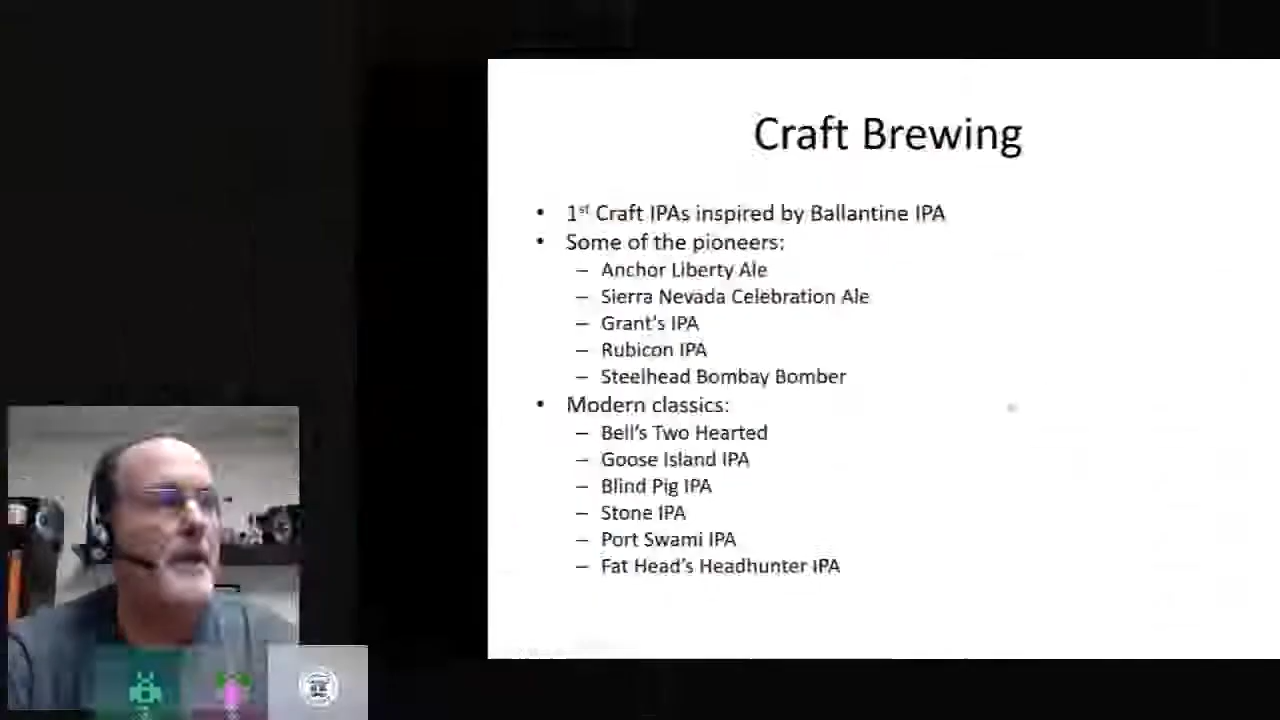 Craft Brewing
• 1st Craft IPAs inspired by Ballantine IPA
• Some of the pioneers:
– Anchor Liberty Ale
– Sierra Nevada Celebration Ale
– Grant's IPA
– Rubicon IPA
– Steelhead Bombay Bomber
• Modern classics:
– Bell's Two Hearted
– Goose Island IPA
– Blind Pig IPA
– Stone IPA
– Port Swami IPA
– Fat Head's Headhunter IPA